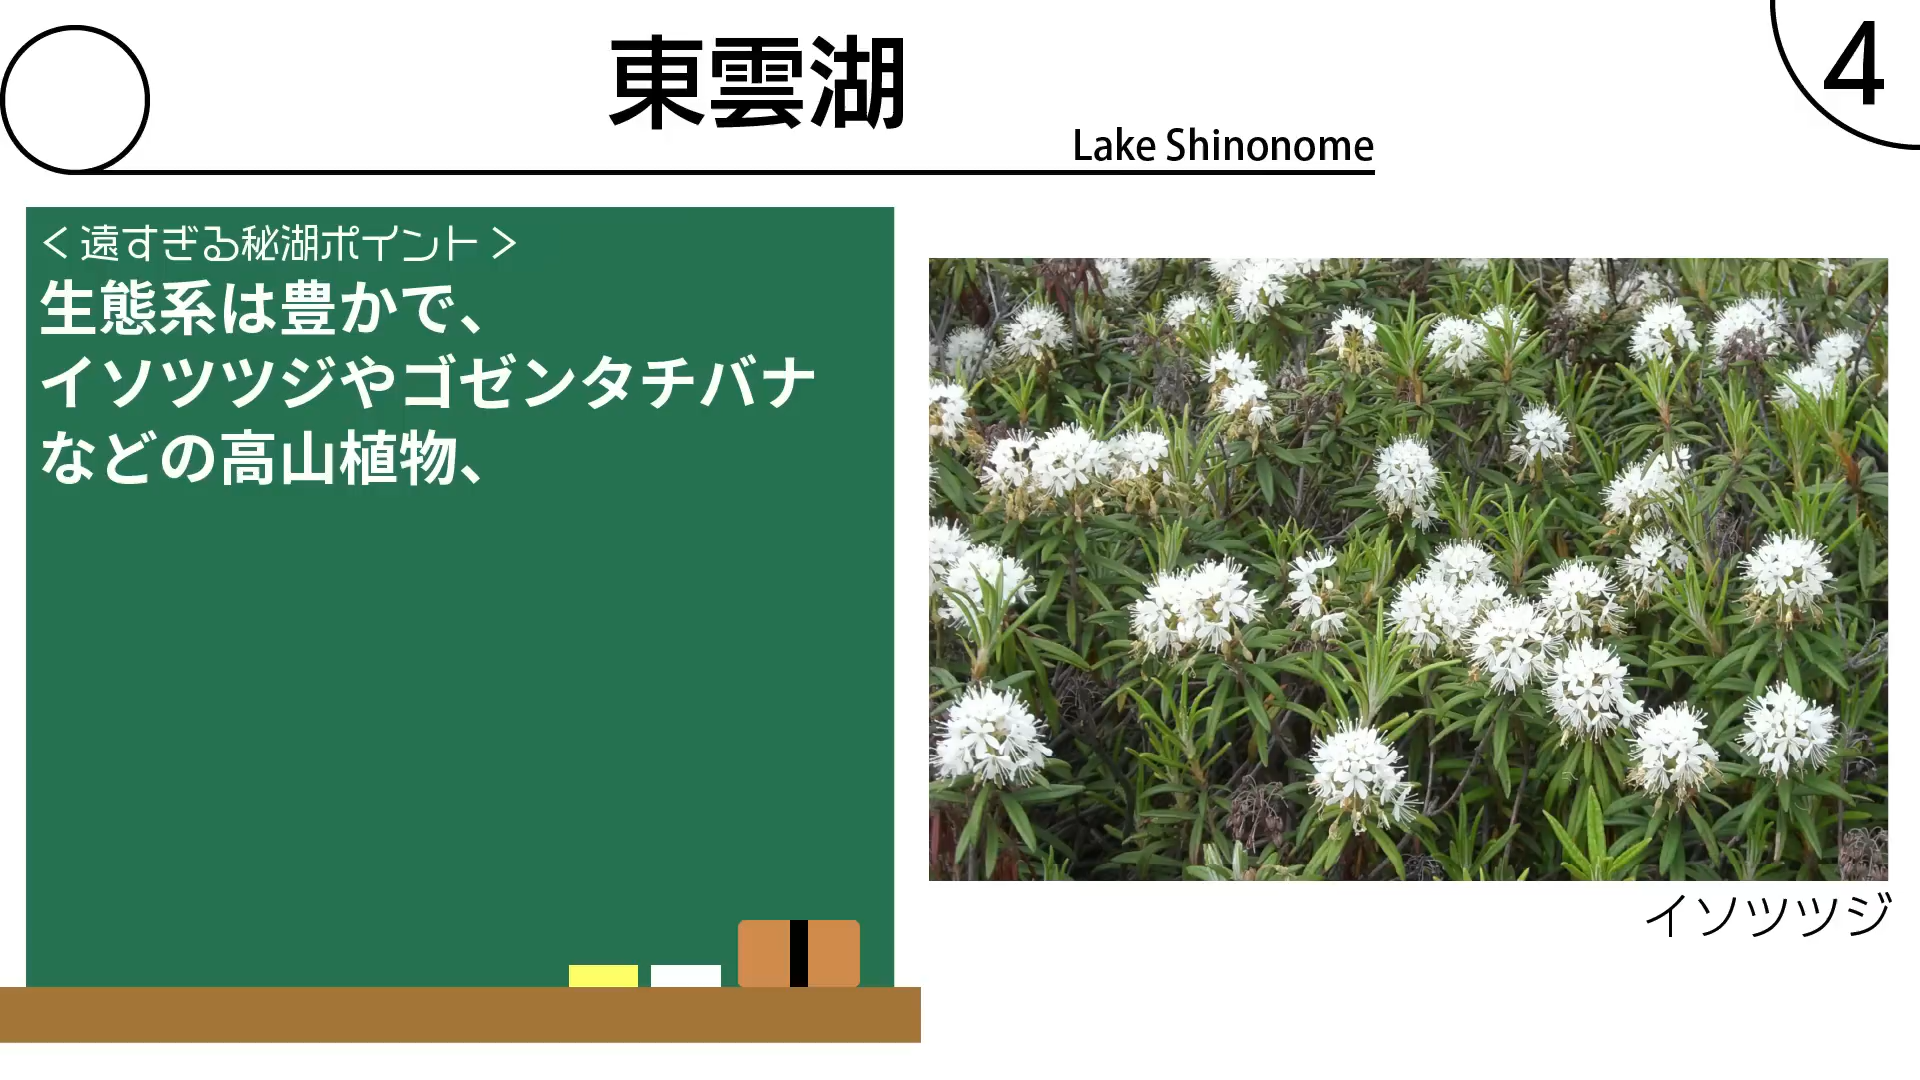 東雲湖
Lake Shinonome
4
＜遠すぎる秘湖ポイント＞
生態系は豊かで、
イソツツジやゴゼンタチバナ
などの高山植物、
イソツツジ